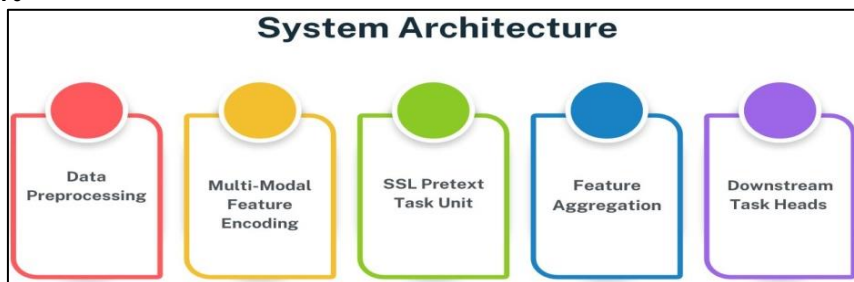 System Architecture
Data
Preprocessing
Multi-Modal
Feature
Encoding
SSL Pretext
Task Unit
Feature
Aggregation
Downstream
Task Heads